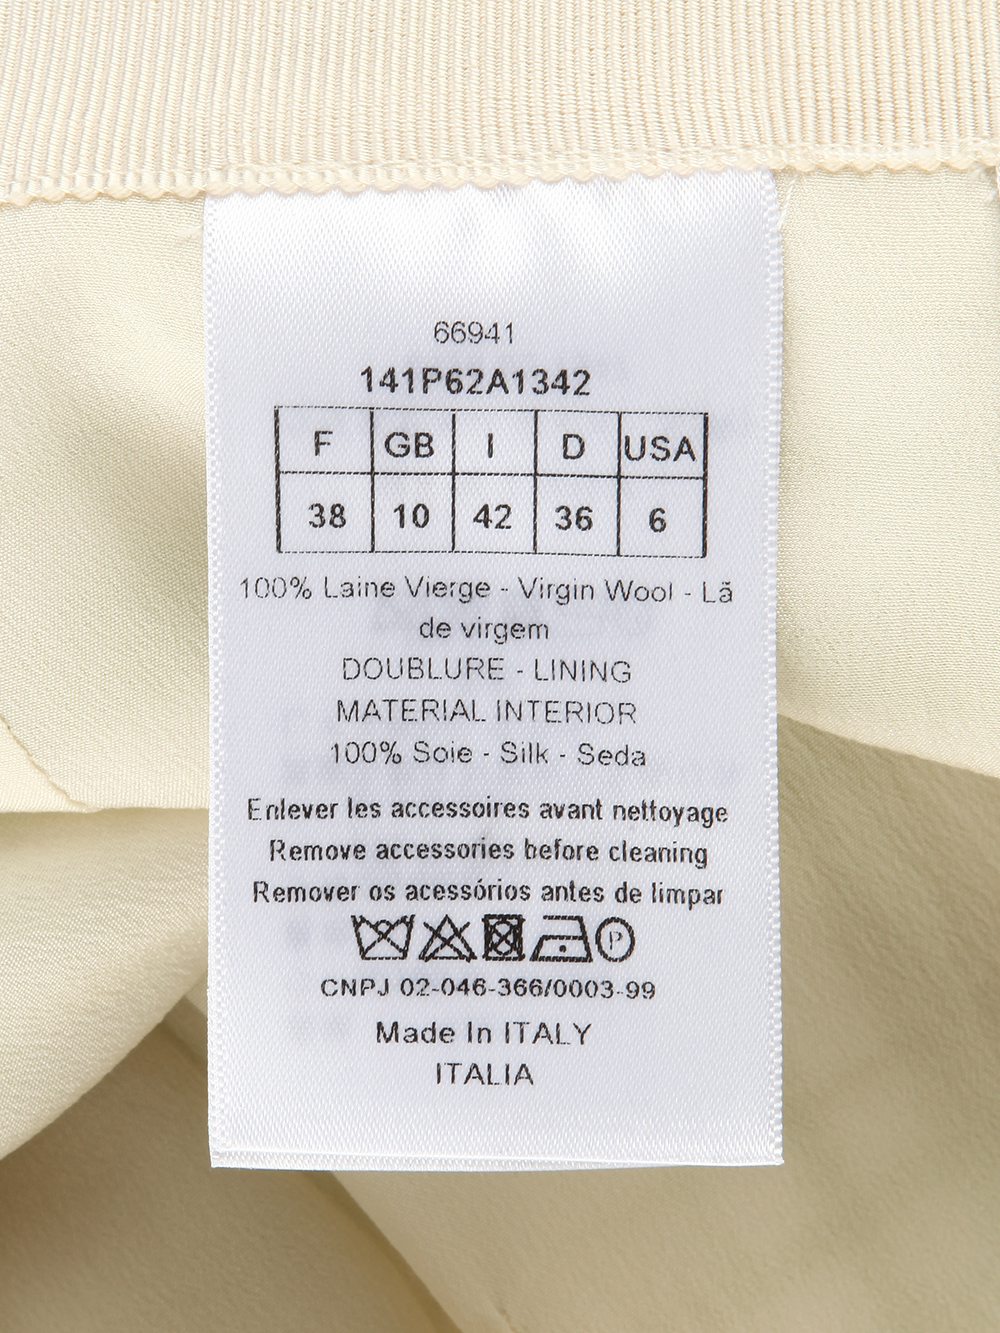 66941
141P62A1342
F GB I D USA
38 10 42 36 6
100% Laine Vierge - Virgin Wool - Lã
de virgem
DOUBLURE - LINING
MATERIAL INTERIOR
100% Soie - Silk - Seda
Enlever les accessoires avant nettoyage
Remove accessories before cleaning
Remover os acessórios antes de limpar
P
CNPJ 02-046-366/0003-99
Made In ITALY
ITALIA